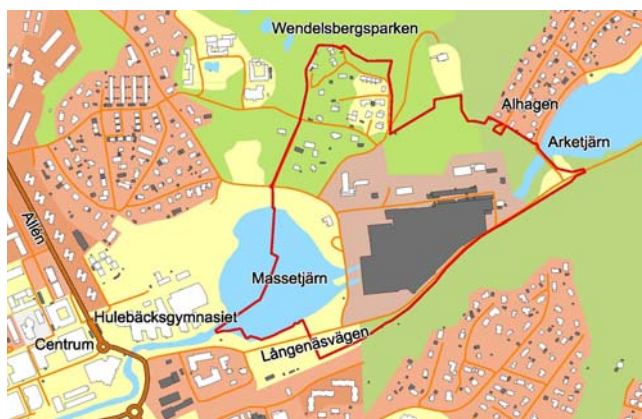 Wendelsbergsparken
Alhagen
Arketjärn
Allén
Massetjärn
Hulebäcksgymnasiet
Centrum
Långenäsvägen